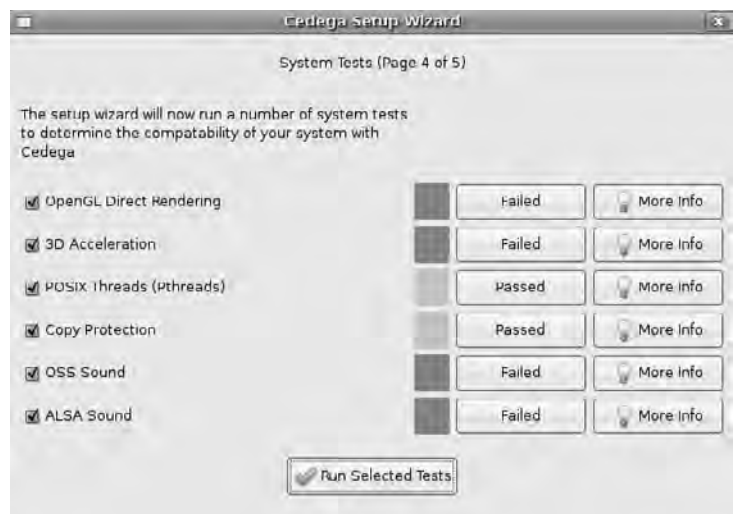 Cedega Setup Wizard
System Tests (Page 4 of 5)
The setup wizard will now run a number of system tests
to determine the compatability of your system with
Cedega
OpenGL Direct Rendering Failed More Info
3D Acceleration Failed More Info
POSIX Threads (Pthreads) Passed More Info
Copy Protection Passed More Info
OSS Sound Failed More Info
ALSA Sound Failed More Info
Run Selected Tests